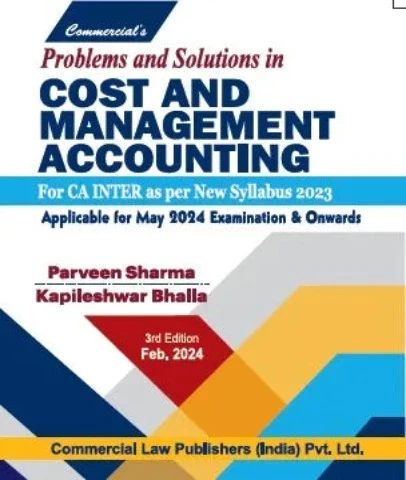 Commercial's
Problems and Solutions in
COST AND
MANAGEMENT
ACCOUNTING
For CA INTER as per New Syllabus 2023
Applicable for May 2024 Examination & Onwards
Parveen Sharma
Kapileshwar Bhalla
3rd Edition
Feb, 2024
Commercial Law Publishers (India) Pvt. Ltd.